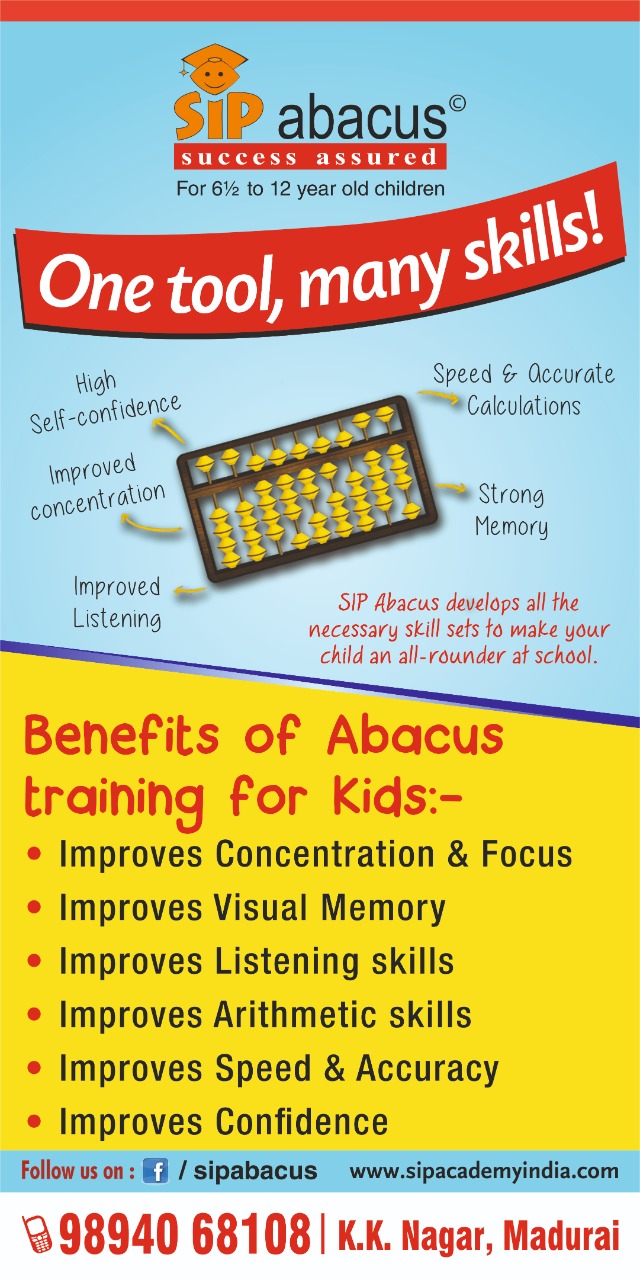 SIP abacus©
success assured
For 6½ to 12 year old children
One tool, many skills!
High
Self-confidence
Improved
concentration
Improved
Listening
Speed & Accurate
Calculations
Strong
Memory
SIP Abacus develops all the
necessary skill sets to make your
child an all-rounder at school.
Benefits of Abacus
training for Kids:-
• Improves Concentration & Focus
• Improves Visual Memory
• Improves Listening skills
• Improves Arithmetic skills
• Improves Speed & Accuracy
• Improves Confidence
Follow us on : f / sipabacus www.sipacademyindia.com
98940 68108 | K.K. Nagar, Madurai